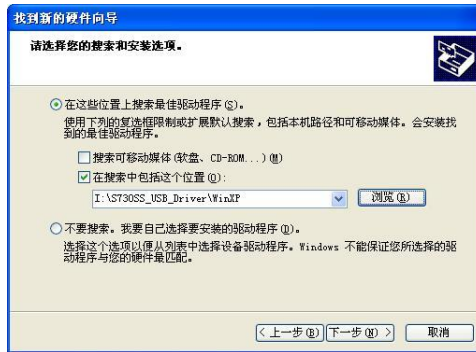 找到新的硬件向导
请选择您的搜索和安装选项。
在这些位置上搜索最佳驱动程序(S)。
使用下列的复选框限制或扩展默认搜索，包括本机路径和可移动媒体。会安装找
到的最佳驱动程序。
搜索可移动媒体(软盘、CD-ROM...)(M)
在搜索中包括这个位置(O):
I:\S730SS_USB_Driver\WinXP
浏览(R)
不要搜索。我要自己选择要安装的驱动程序(D)。
选择这个选项以便从列表中选择设备驱动程序。Windows 不能保证您所选择的驱
动程序与您的硬件最匹配。
<上一步(B) 下一步(N)> 取消